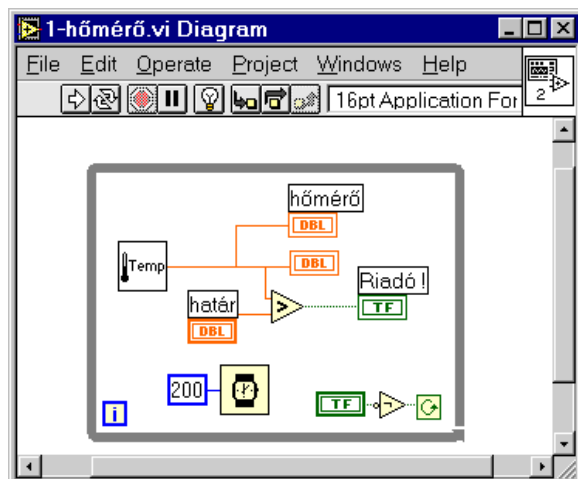 1-hőmérő.vi Diagram
File Edit Operate Project Windows Help
16pt Application For
2
hőmérő
DBL
DBL
Temp
Riadó !
TF
határ
DBL
>
200
i
TF